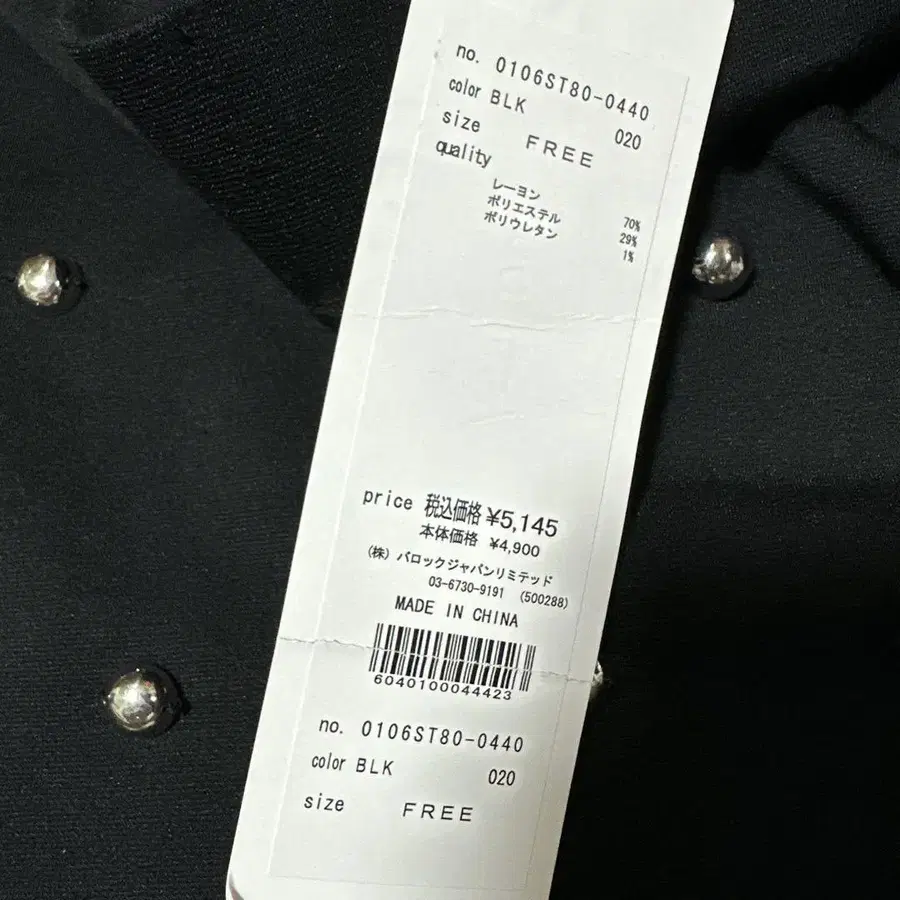 no. 0106ST80-0440
color BLK 020
size FREE
quality
レーヨン 70%
ポリエステル 29%
ポリウレタン 1%
price 税込価格 ¥5,145
本体価格 ¥4,900
(株) バロックジャパンリミテッド
03-6730-9191 (500288)
MADE IN CHINA
6040100044423
no. 0106ST80-0440
color BLK 020
size FREE